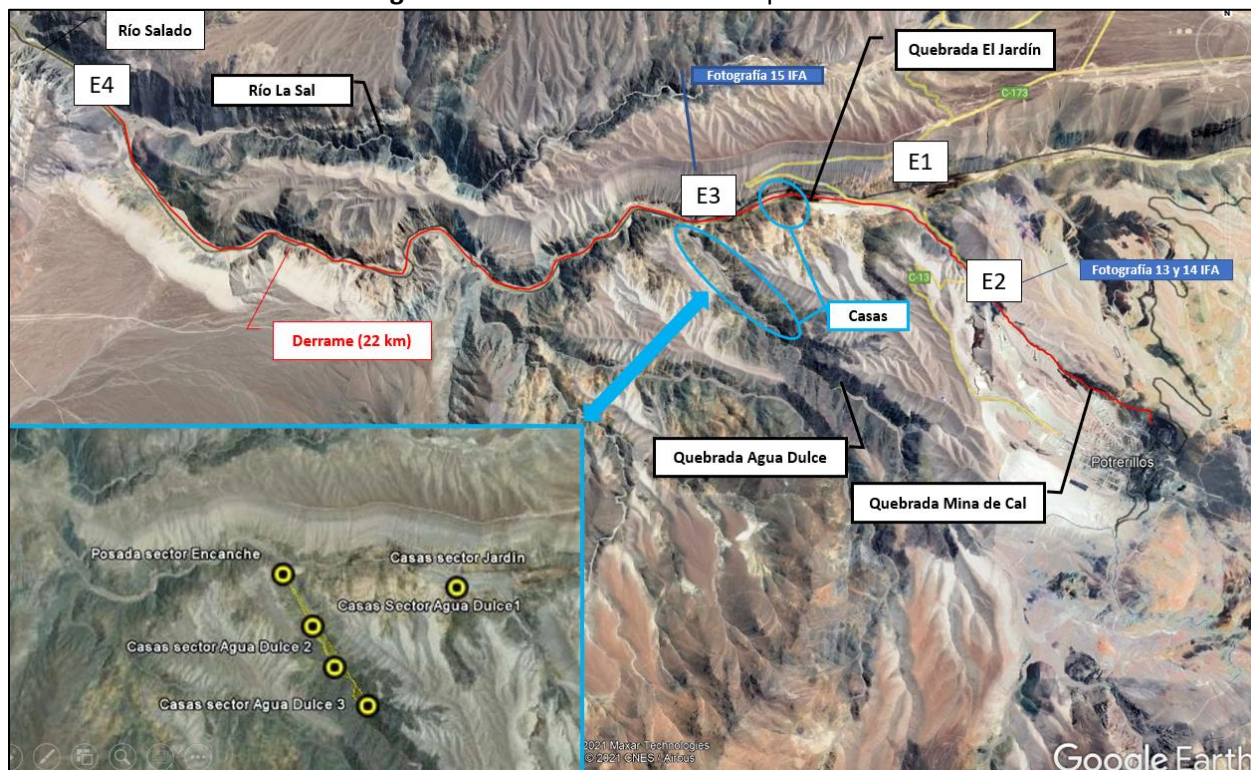 Río Salado
Quebrada El Jardín
E4
Río La Sal
Fotografía 15 IFA
C-173
E1
E3
C-13
E2
Fotografía 13 y 14 IFA
Casas
Derrame (22 km)
Quebrada Agua Dulce
Potrerillos
Quebrada Mina de Cal
Posada sector Encanche
Casas sector Jardín
Casas Sector Agua Dulce1
Casas sector Agua Dulce 2
Casas sector Agua Dulce 3
2021 Maxar Technologies
© 2021 CNES / Airbus
Google Earth